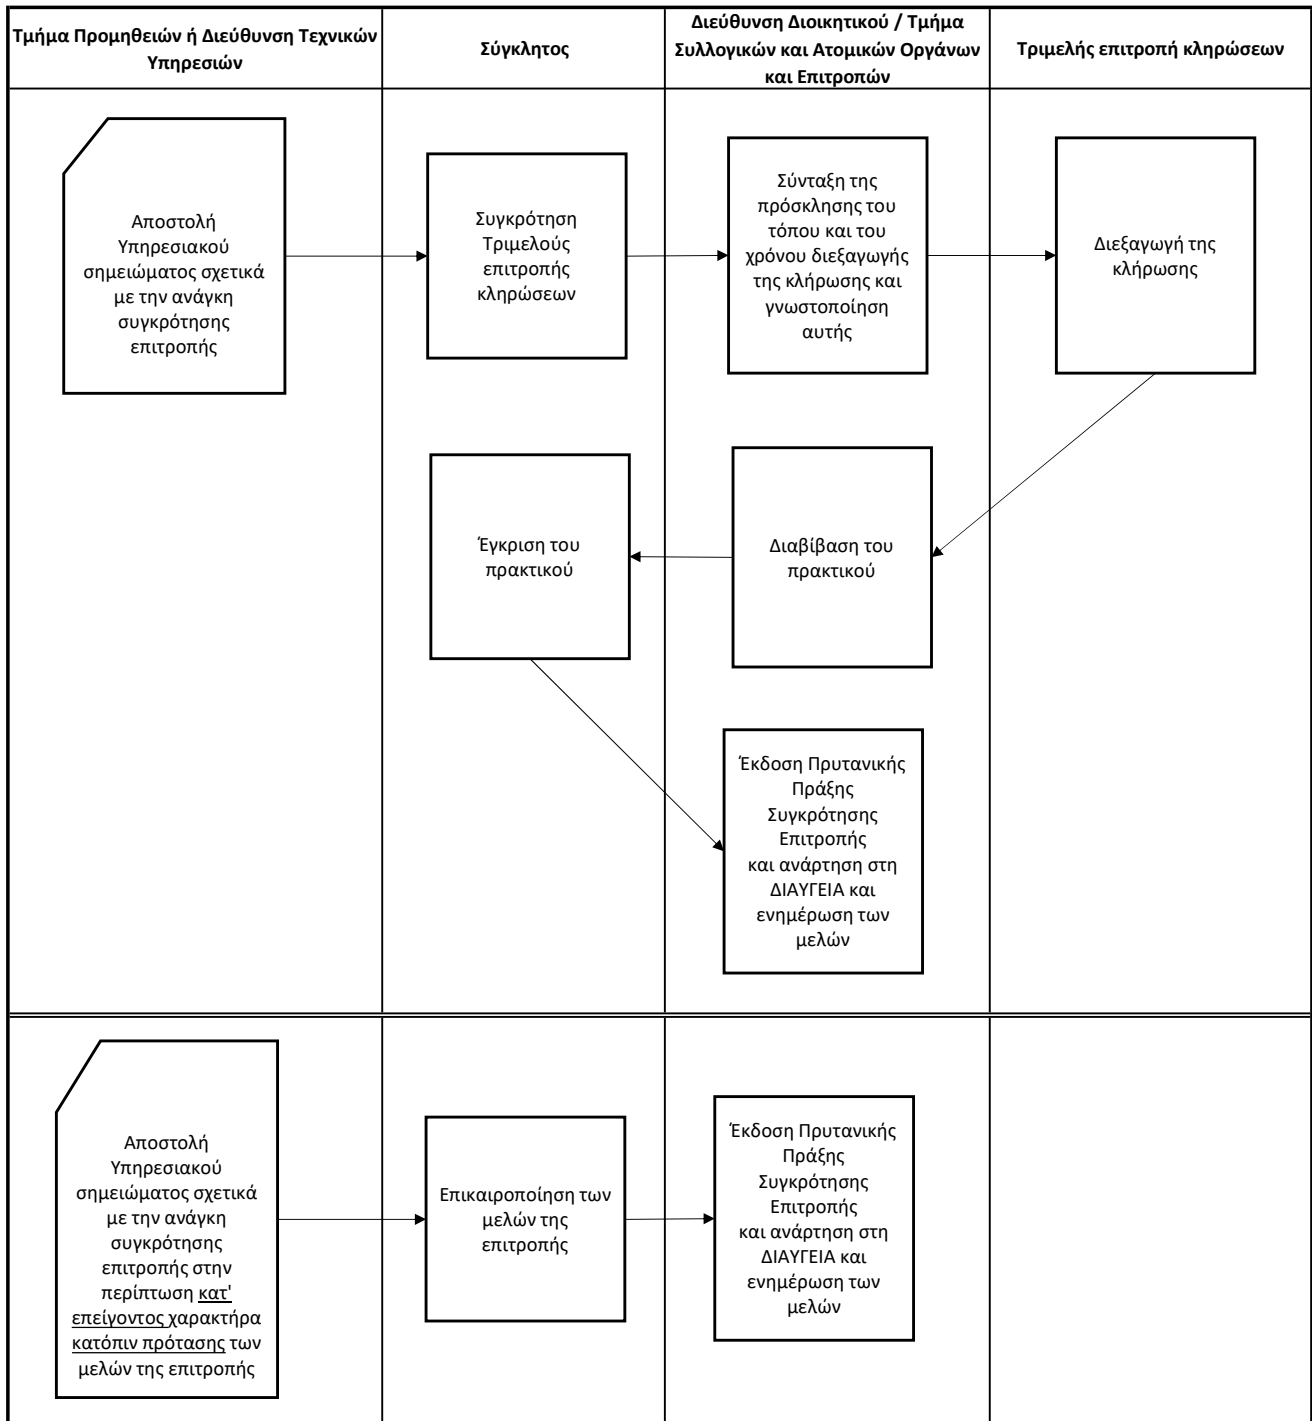 Τμήμα Προμηθειών ή Διεύθυνση Τεχνικών
Υπηρεσιών
Σύγκλητος
Διεύθυνση Διοικητικού / Τμήμα
Συλλογικών και Ατομικών Οργάνων
και Επιτροπών
Τριμελής επιτροπή κληρώσεων
Αποστολή
Υπηρεσιακού
σημειώματος σχετικά
με την ανάγκη
συγκρότησης
επιτροπής
Συγκρότηση
Τριμελούς
επιτροπής
κληρώσεων
Σύνταξη της
πρόσκλησης του
τόπου και του
χρόνου διεξαγωγής
της κλήρωσης και
γνωστοποίηση
αυτής
Διεξαγωγή της
κλήρωσης
Έγκριση του
πρακτικού
Διαβίβαση του
πρακτικού
Έκδοση Πρυτανικής
Πράξης
Συγκρότησης
Επιτροπής
και ανάρτηση στη
ΔΙΑΥΓΕΙΑ και
ενημέρωση των
μελών
Αποστολή
Υπηρεσιακού
σημειώματος σχετικά
με την ανάγκη
συγκρότησης
επιτροπής στην
περίπτωση κατ'
επείγοντος χαρακτήρα
κατόπιν πρότασης των
μελών της επιτροπής
Επικαιροποίηση των
μελών της
επιτροπής
Έκδοση Πρυτανικής
Πράξης
Συγκρότησης
Επιτροπής
και ανάρτηση στη
ΔΙΑΥΓΕΙΑ και
ενημέρωση των
μελών